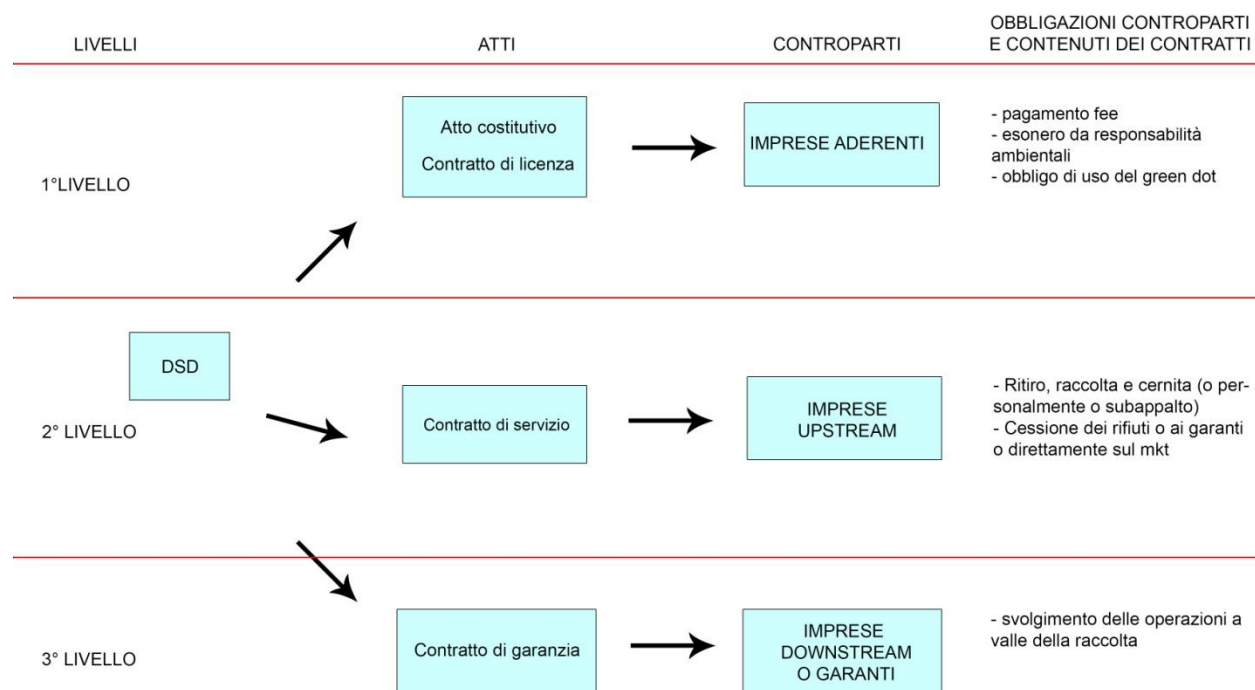 LIVELLI
ATTI
CONTROPARTI
OBBLIGAZIONI CONTROPARTI
E CONTENUTI DEI CONTRATTI
1°LIVELLO
Atto costitutivo
Contratto di licenza
IMPRESE ADERENTI
- pagamento fee
- esonero da responsabilità
ambientali
- obbligo di uso del green dot
DSD
2° LIVELLO
Contratto di servizio
IMPRESE
UPSTREAM
- Ritiro, raccolta e cernita (o per-
sonalmente o subappalto)
- Cessione dei rifiuti o ai garanti
o direttamente sul mkt
3° LIVELLO
Contratto di garanzia
IMPRESE
DOWNSTREAM
O GARANTI
- svolgimento delle operazioni a
valle della raccolta